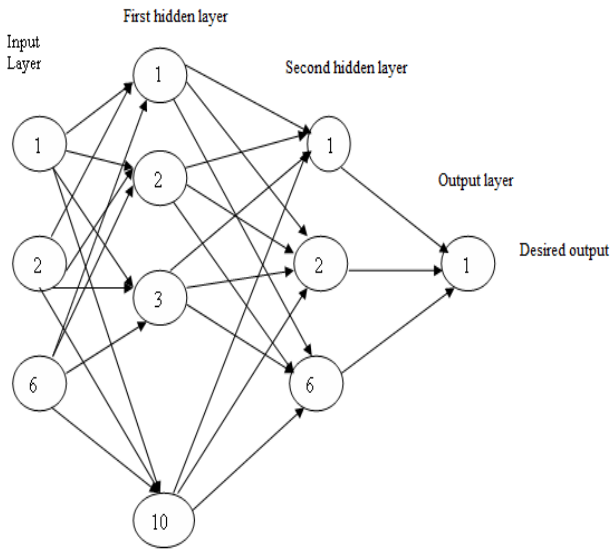 First hidden layer
Input
Layer
Second hidden layer
Output layer
Desired output
1
2
6
1
2
3
10
1
2
6
1